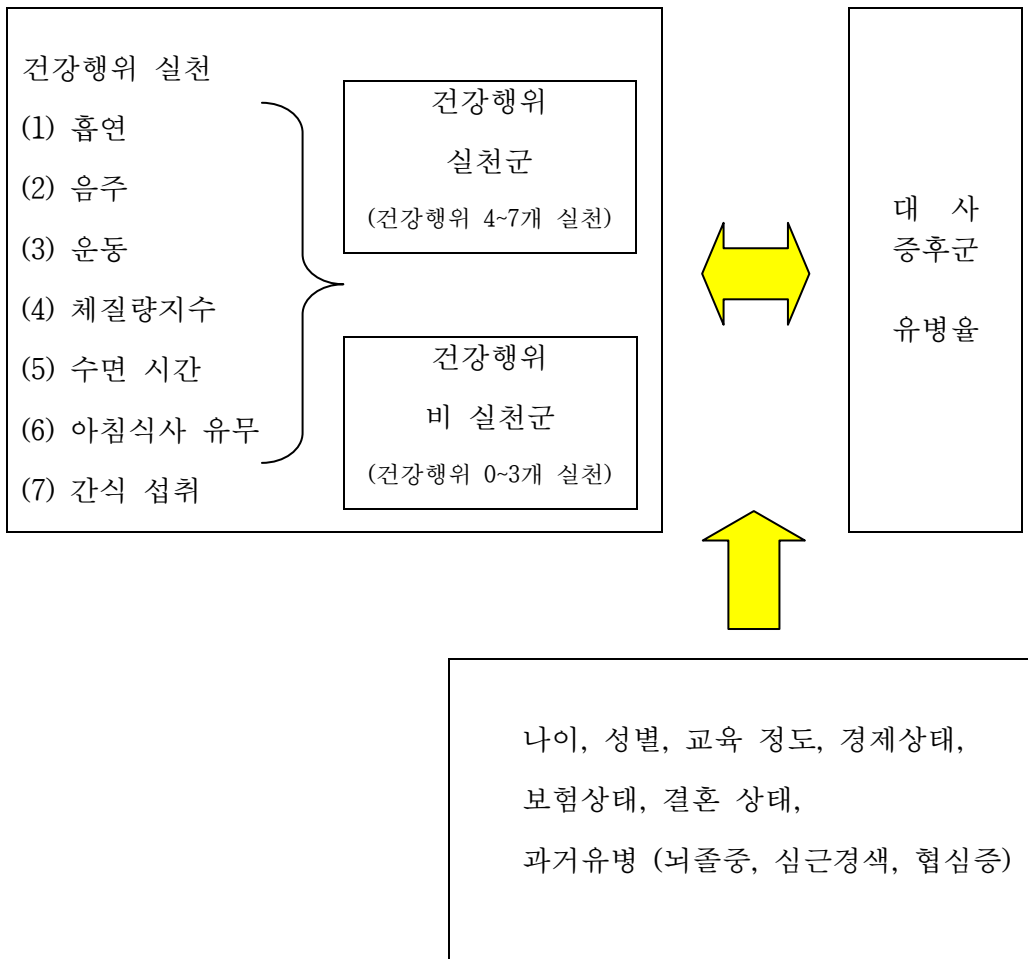 건강행위 실천
(1) 흡연
(2) 음주
(3) 운동
(4) 체질량지수
(5) 수면 시간
(6) 아침식사 유무
(7) 간식 섭취
건강행위
실천군
(건강행위 4~7개 실천)
건강행위
비 실천군
(건강행위 0~3개 실천)
대 사
증후군
유병율
나이, 성별, 교육 정도, 경제상태,
보험상태, 결혼 상태,
과거유병 (뇌졸중, 심근경색, 협심증)